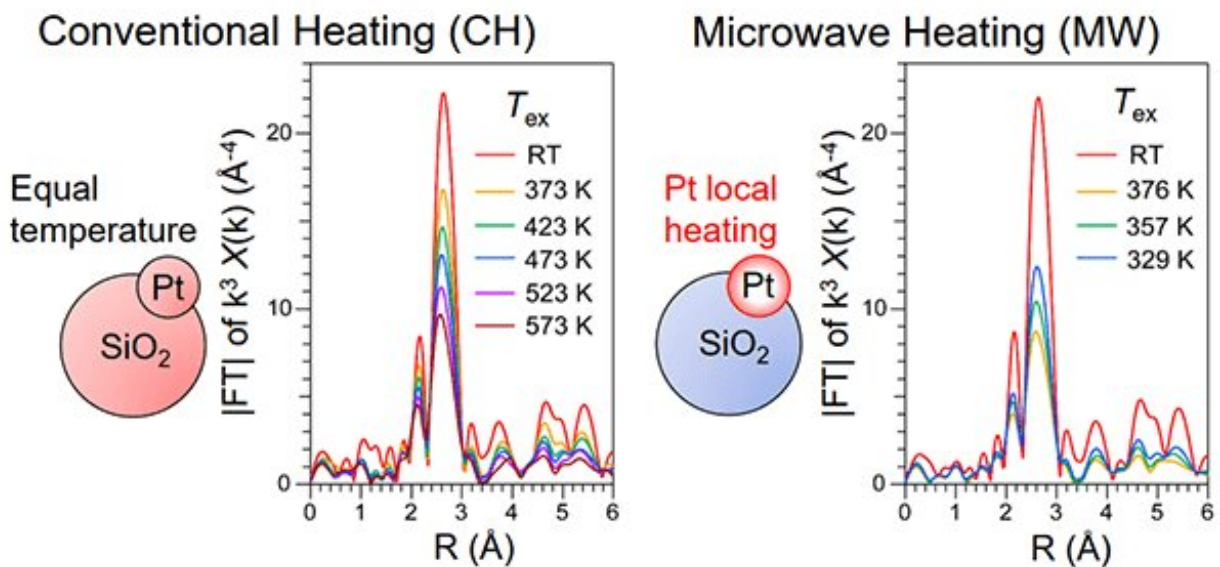 Conventional Heating (CH)
Equal
temperature
Pt
SiO₂
|FT| of k³ X(k) (Å⁻⁴)
20
10
0
T_ex
RT
373 K
423 K
473 K
523 K
573 K
0 1 2 3 4 5 6
R (Å)
Microwave Heating (MW)
Pt local
heating
Pt
SiO₂
|FT| of k³ X(k) (Å⁻⁴)
20
10
0
T_ex
RT
376 K
357 K
329 K
0 1 2 3 4 5 6
R (Å)